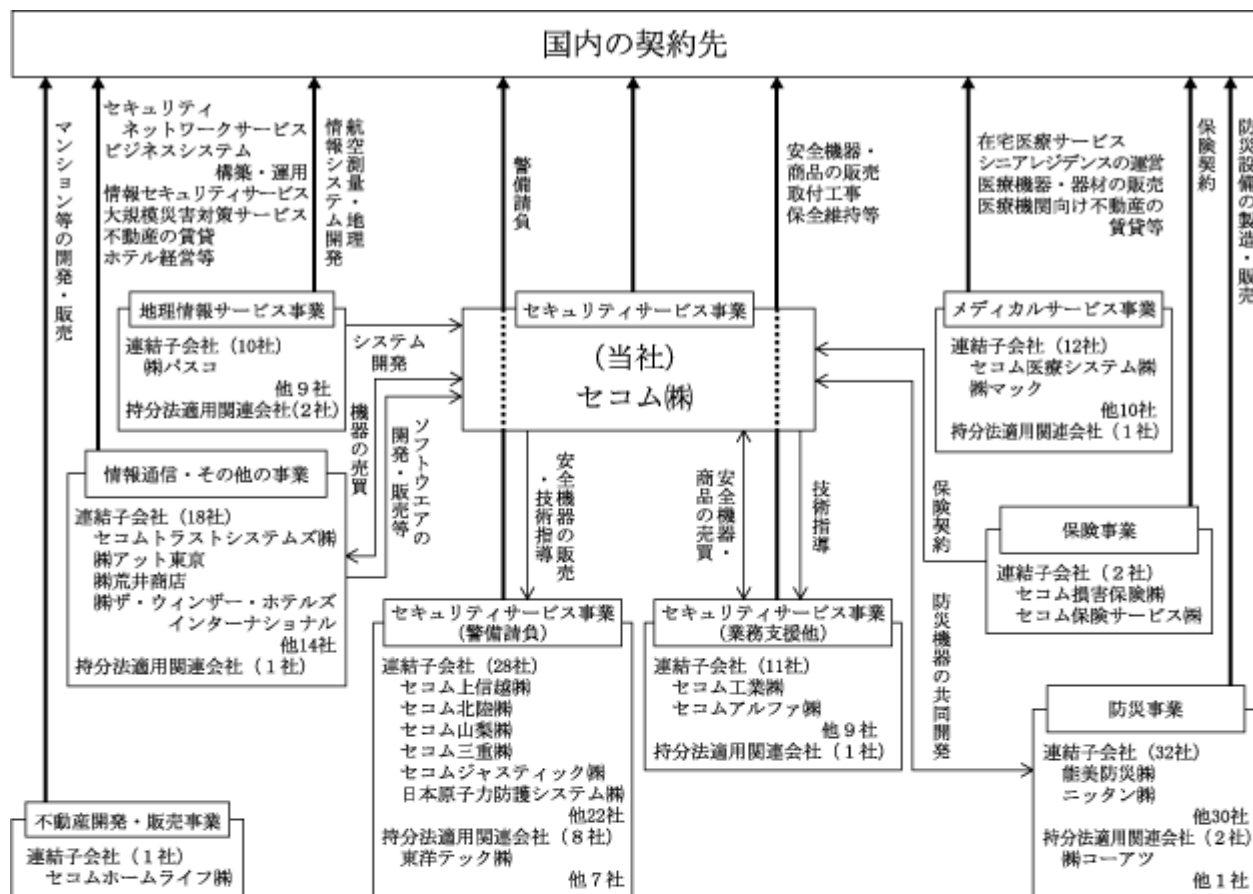 国内の契約先
マンション等の開発・販売
セキュリティ
ネットワークサービス
ビジネスシステム
構築・運用
情報セキュリティサービス
大規模災害対策サービス
不動産の賃貸
ホテル経営等
航空測量・地理
情報システム開発
警備請負
安全機器・
商品の販売
取付工事
保全維持等
在宅医療サービス
シニアレジデンスの運営
医療機器・器材の販売
医療機関向け不動産の
賃貸等
保険契約
防災設備の製造・販売
地理情報サービス事業
連結子会社(10社)
㈱パスコ
他9社
持分法適用関連会社(2社)
システム
開発
セキュリティサービス事業
(当社)
セコム㈱
メディカルサービス事業
連結子会社(12社)
セコム医療システム㈱
㈱マック
他10社
持分法適用関連会社(1社)
機器の売買
ソフトウエアの
開発・販売等
安全機器の販売
・技術指導
安全機器・
商品の売買
技術指導
保険契約
防災機器の共同開発
情報通信・その他の事業
連結子会社(18社)
セコムトラストシステムズ㈱
㈱アット東京
㈱荒井商店
㈱ザ・ウィンザー・ホテルズ
インターナショナル
他14社
持分法適用関連会社(1社)
保険事業
連結子会社(2社)
セコム損害保険㈱
セコム保険サービス㈱
セキュリティサービス事業
(警備請負)
連結子会社(28社)
セコム上信越㈱
セコム北陸㈱
セコム山梨㈱
セコム三重㈱
セコムジャスティック㈱
日本原子力防護システム㈱
他22社
持分法適用関連会社(8社)
東洋テック㈱
他7社
セキュリティサービス事業
(業務支援他)
連結子会社(11社)
セコム工業㈱
セコムアルファ㈱
他9社
持分法適用関連会社(1社)
防災事業
連結子会社(32社)
能美防災㈱
ニッタン㈱
他30社
持分法適用関連会社(2社)
㈱コーアツ
他1社
不動産開発・販売事業
連結子会社(1社)
セコムホームライフ㈱